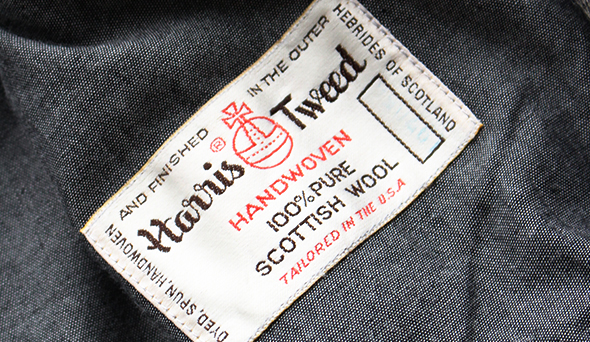 DYED, SPUN HANDWOVEN AND FINISHED IN THE OUTER HEBRIDES OF SCOTLAND
Harris ® Tweed
HANDWOVEN
100% PURE
SCOTTISH WOOL
TAILORED IN THE U.S.A